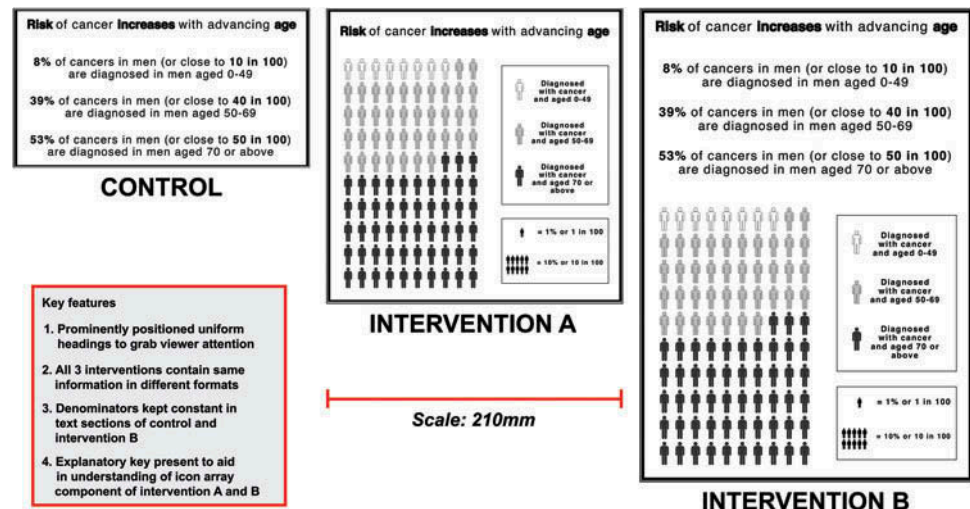 Risk of cancer increases with advancing age
8% of cancers in men (or close to 10 in 100)
are diagnosed in men aged 0-49
39% of cancers in men (or close to 40 in 100)
are diagnosed in men aged 50-69
53% of cancers in men (or close to 50 in 100)
are diagnosed in men aged 70 or above
CONTROL
Risk of cancer increases with advancing age
Diagnosed
with cancer
and aged 0-49
Diagnosed
with cancer
and aged 50-69
Diagnosed
with cancer
and aged 70 or
above
= 1% or 1 in 100
= 10% or 10 in 100
INTERVENTION A
Risk of cancer increases with advancing age
8% of cancers in men (or close to 10 in 100)
are diagnosed in men aged 0-49
39% of cancers in men (or close to 40 in 100)
are diagnosed in men aged 50-69
53% of cancers in men (or close to 50 in 100)
are diagnosed in men aged 70 or above
Diagnosed
with cancer
and aged 0-49
Diagnosed
with cancer
and aged 50-69
Diagnosed
with cancer
and aged 70 or
above
= 1% or 1 in 100
= 10% or 10 in 100
INTERVENTION B
Key features
1. Prominently positioned uniform
headings to grab viewer attention
2. All 3 interventions contain same
information in different formats
3. Denominators kept constant in
text sections of control and
intervention B
4. Explanatory key present to aid
in understanding of icon array
component of intervention A and B
Scale: 210mm